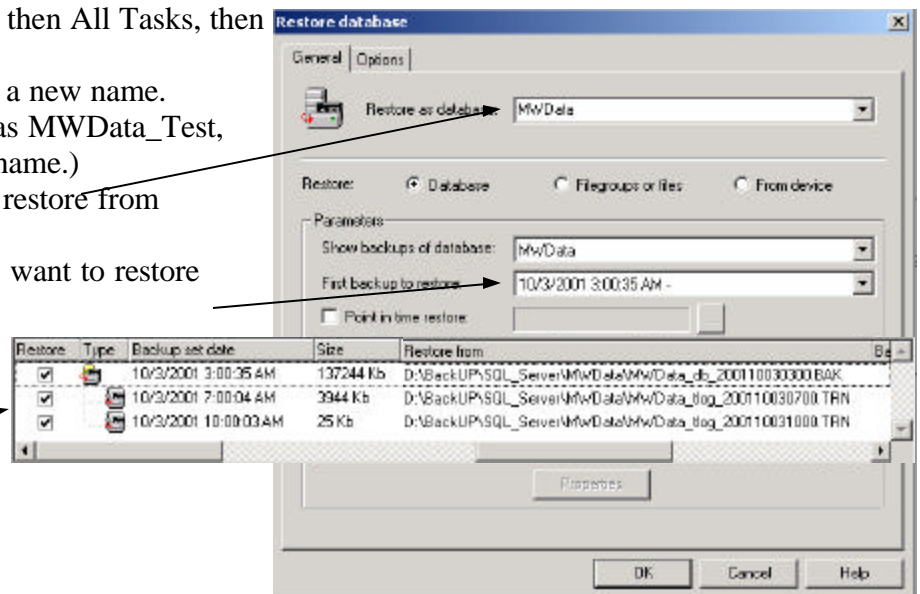 then All Tasks, then
a new name.
as MWData_Test,
name.)
restore from
want to restore
Restore database
General Options
Restore as database: MWData
Restore: Database Filegroups or files From device
Parameters
Show backups of database: MWData
First backup to restore: 10/3/2001 3:00:35 AM -
Point in time restore:
Restore Type Backup set date Size Restore from Ba
10/3/2001 3:00:35 AM 137244 Kb D:\BackUP\SQL_Server\MWData\MWData_db_200110030300.BAK
10/3/2001 7:00:04 AM 3944 Kb D:\BackUP\SQL_Server\MWData\MWData_tlog_200110030700.TRN
10/3/2001 10:00:03 AM 25 Kb D:\BackUP\SQL_Server\MWData\MWData_tlog_200110031000.TRN
Properties
OK Cancel Help